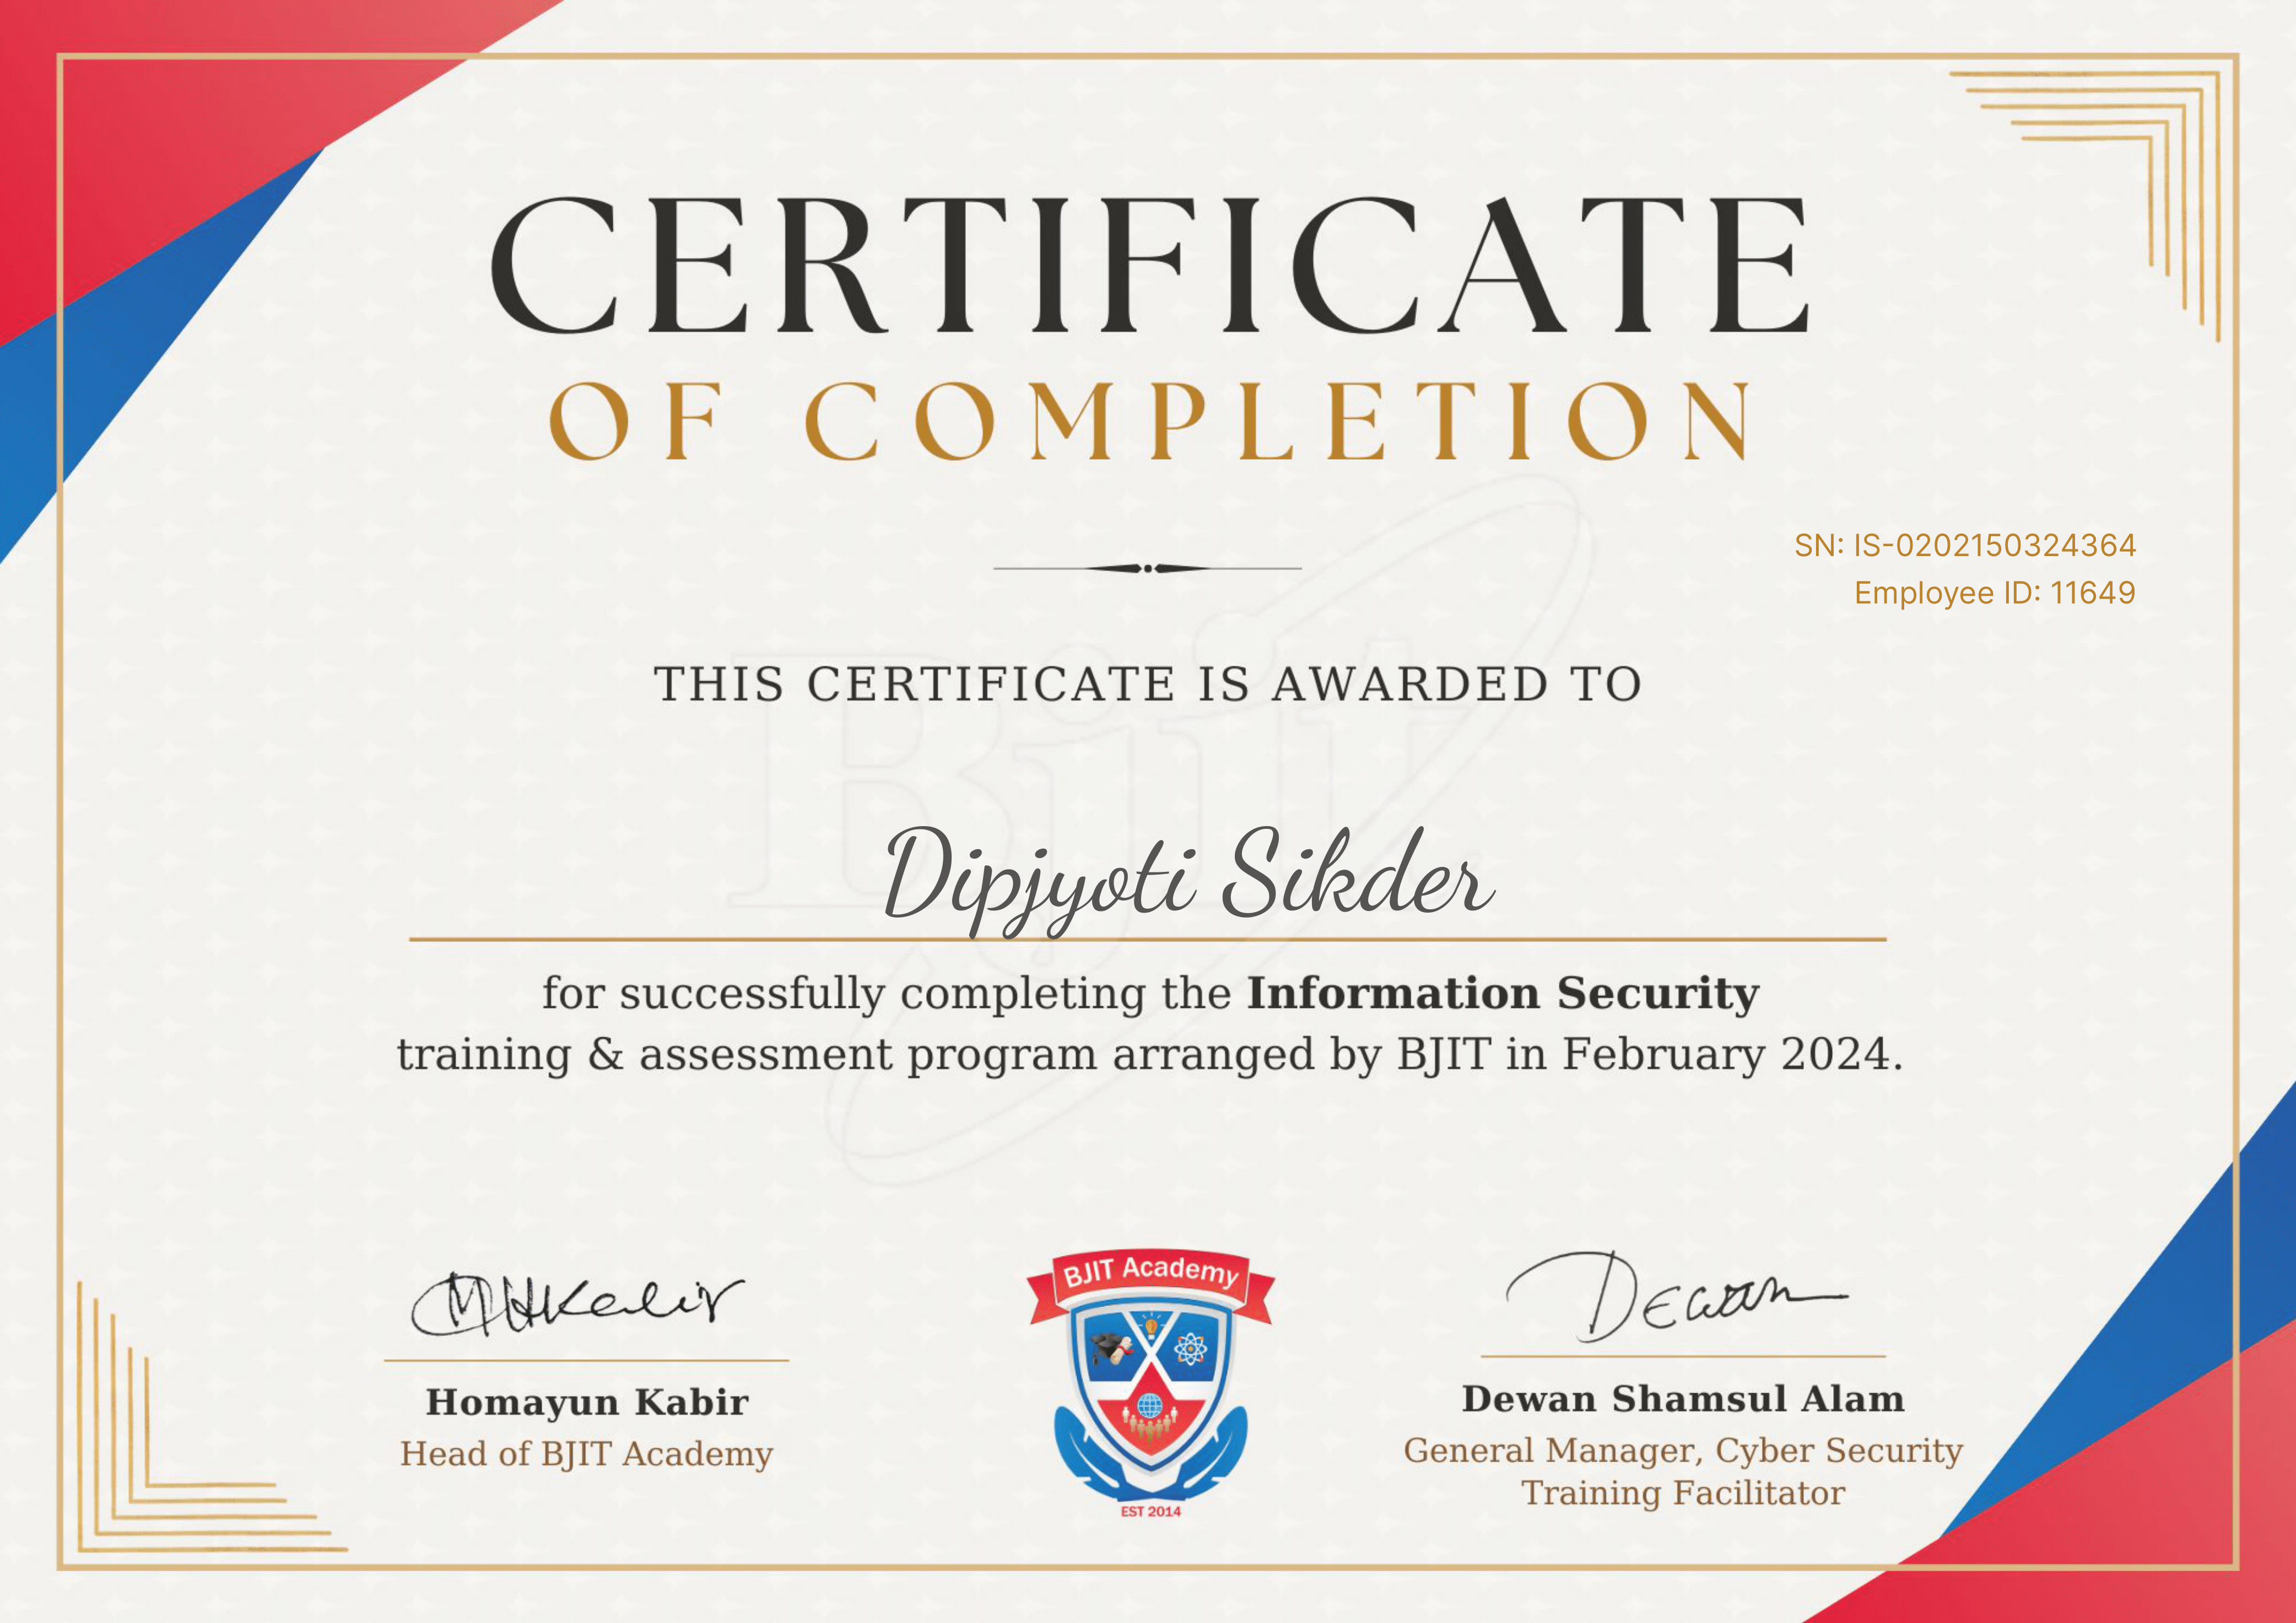 CERTIFICATE
OF COMPLETION
SN: IS-0202150324364
Employee ID: 11649
THIS CERTIFICATE IS AWARDED TO
Bjit
Dipjyoti Sikder
for successfully completing the Information Security
training & assessment program arranged by BJIT in February 2024.
MHKabir
Dewan
BJIT Academy
EST 2014
Homayun Kabir
Head of BJIT Academy
Dewan Shamsul Alam
General Manager, Cyber Security
Training Facilitator